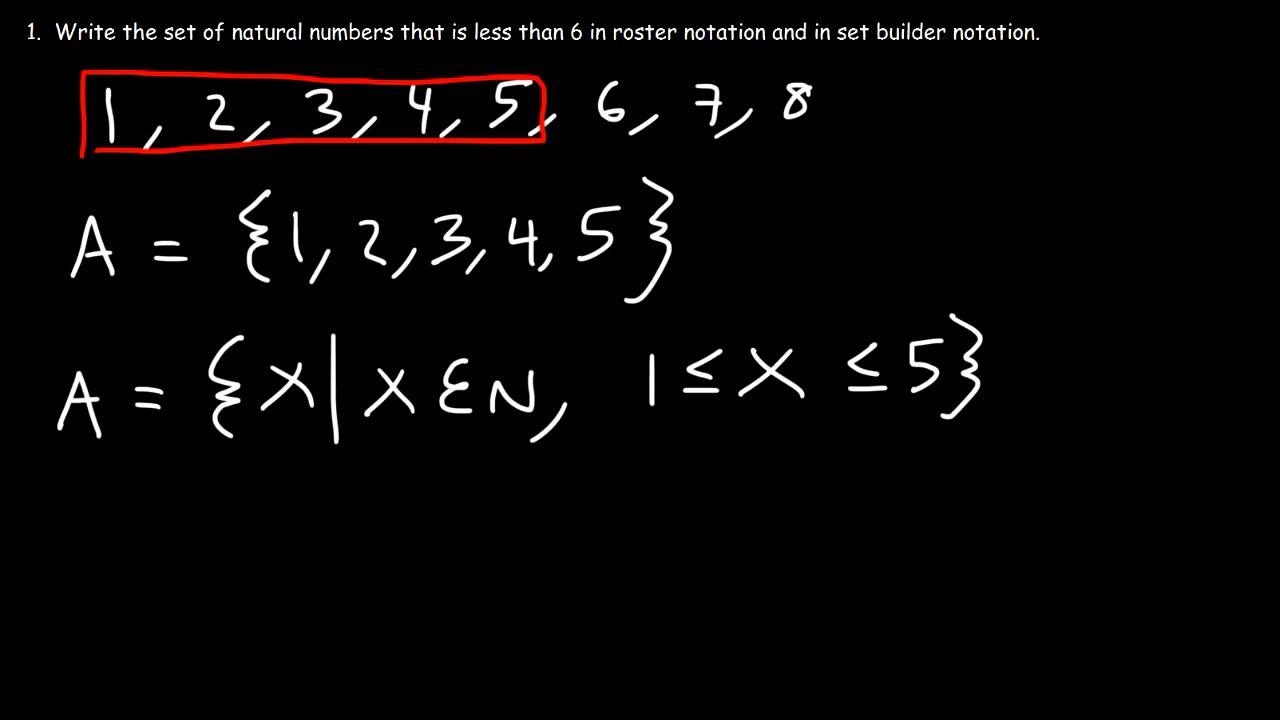 1. Write the set of natural numbers that is less than 6 in roster notation and in set builder notation.
1, 2, 3, 4, 5, 6, 7, 8
A = {1, 2, 3, 4, 5}
A = {X | X ∈ N, 1 ≤ X ≤ 5}